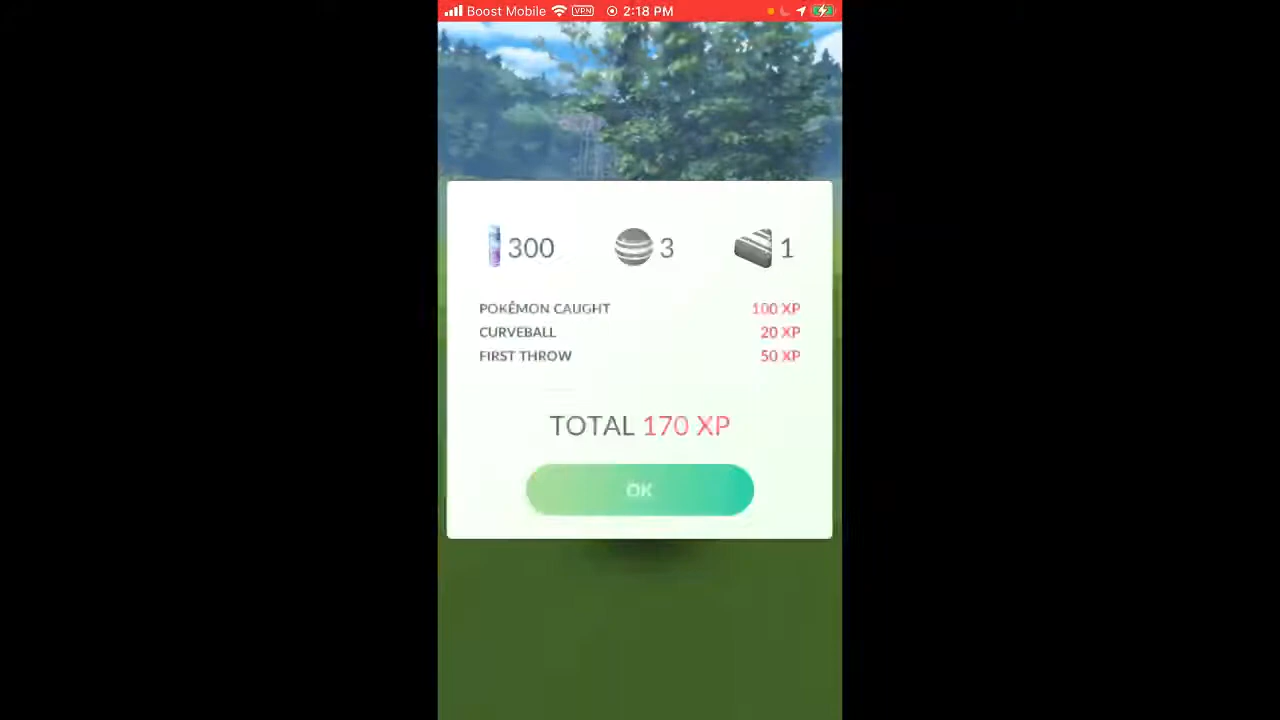 Boost Mobile VPN 2:18 PM
300 3 1
POKÉMON CAUGHT 100 XP
CURVEBALL 20 XP
FIRST THROW 50 XP
TOTAL 170 XP
OK